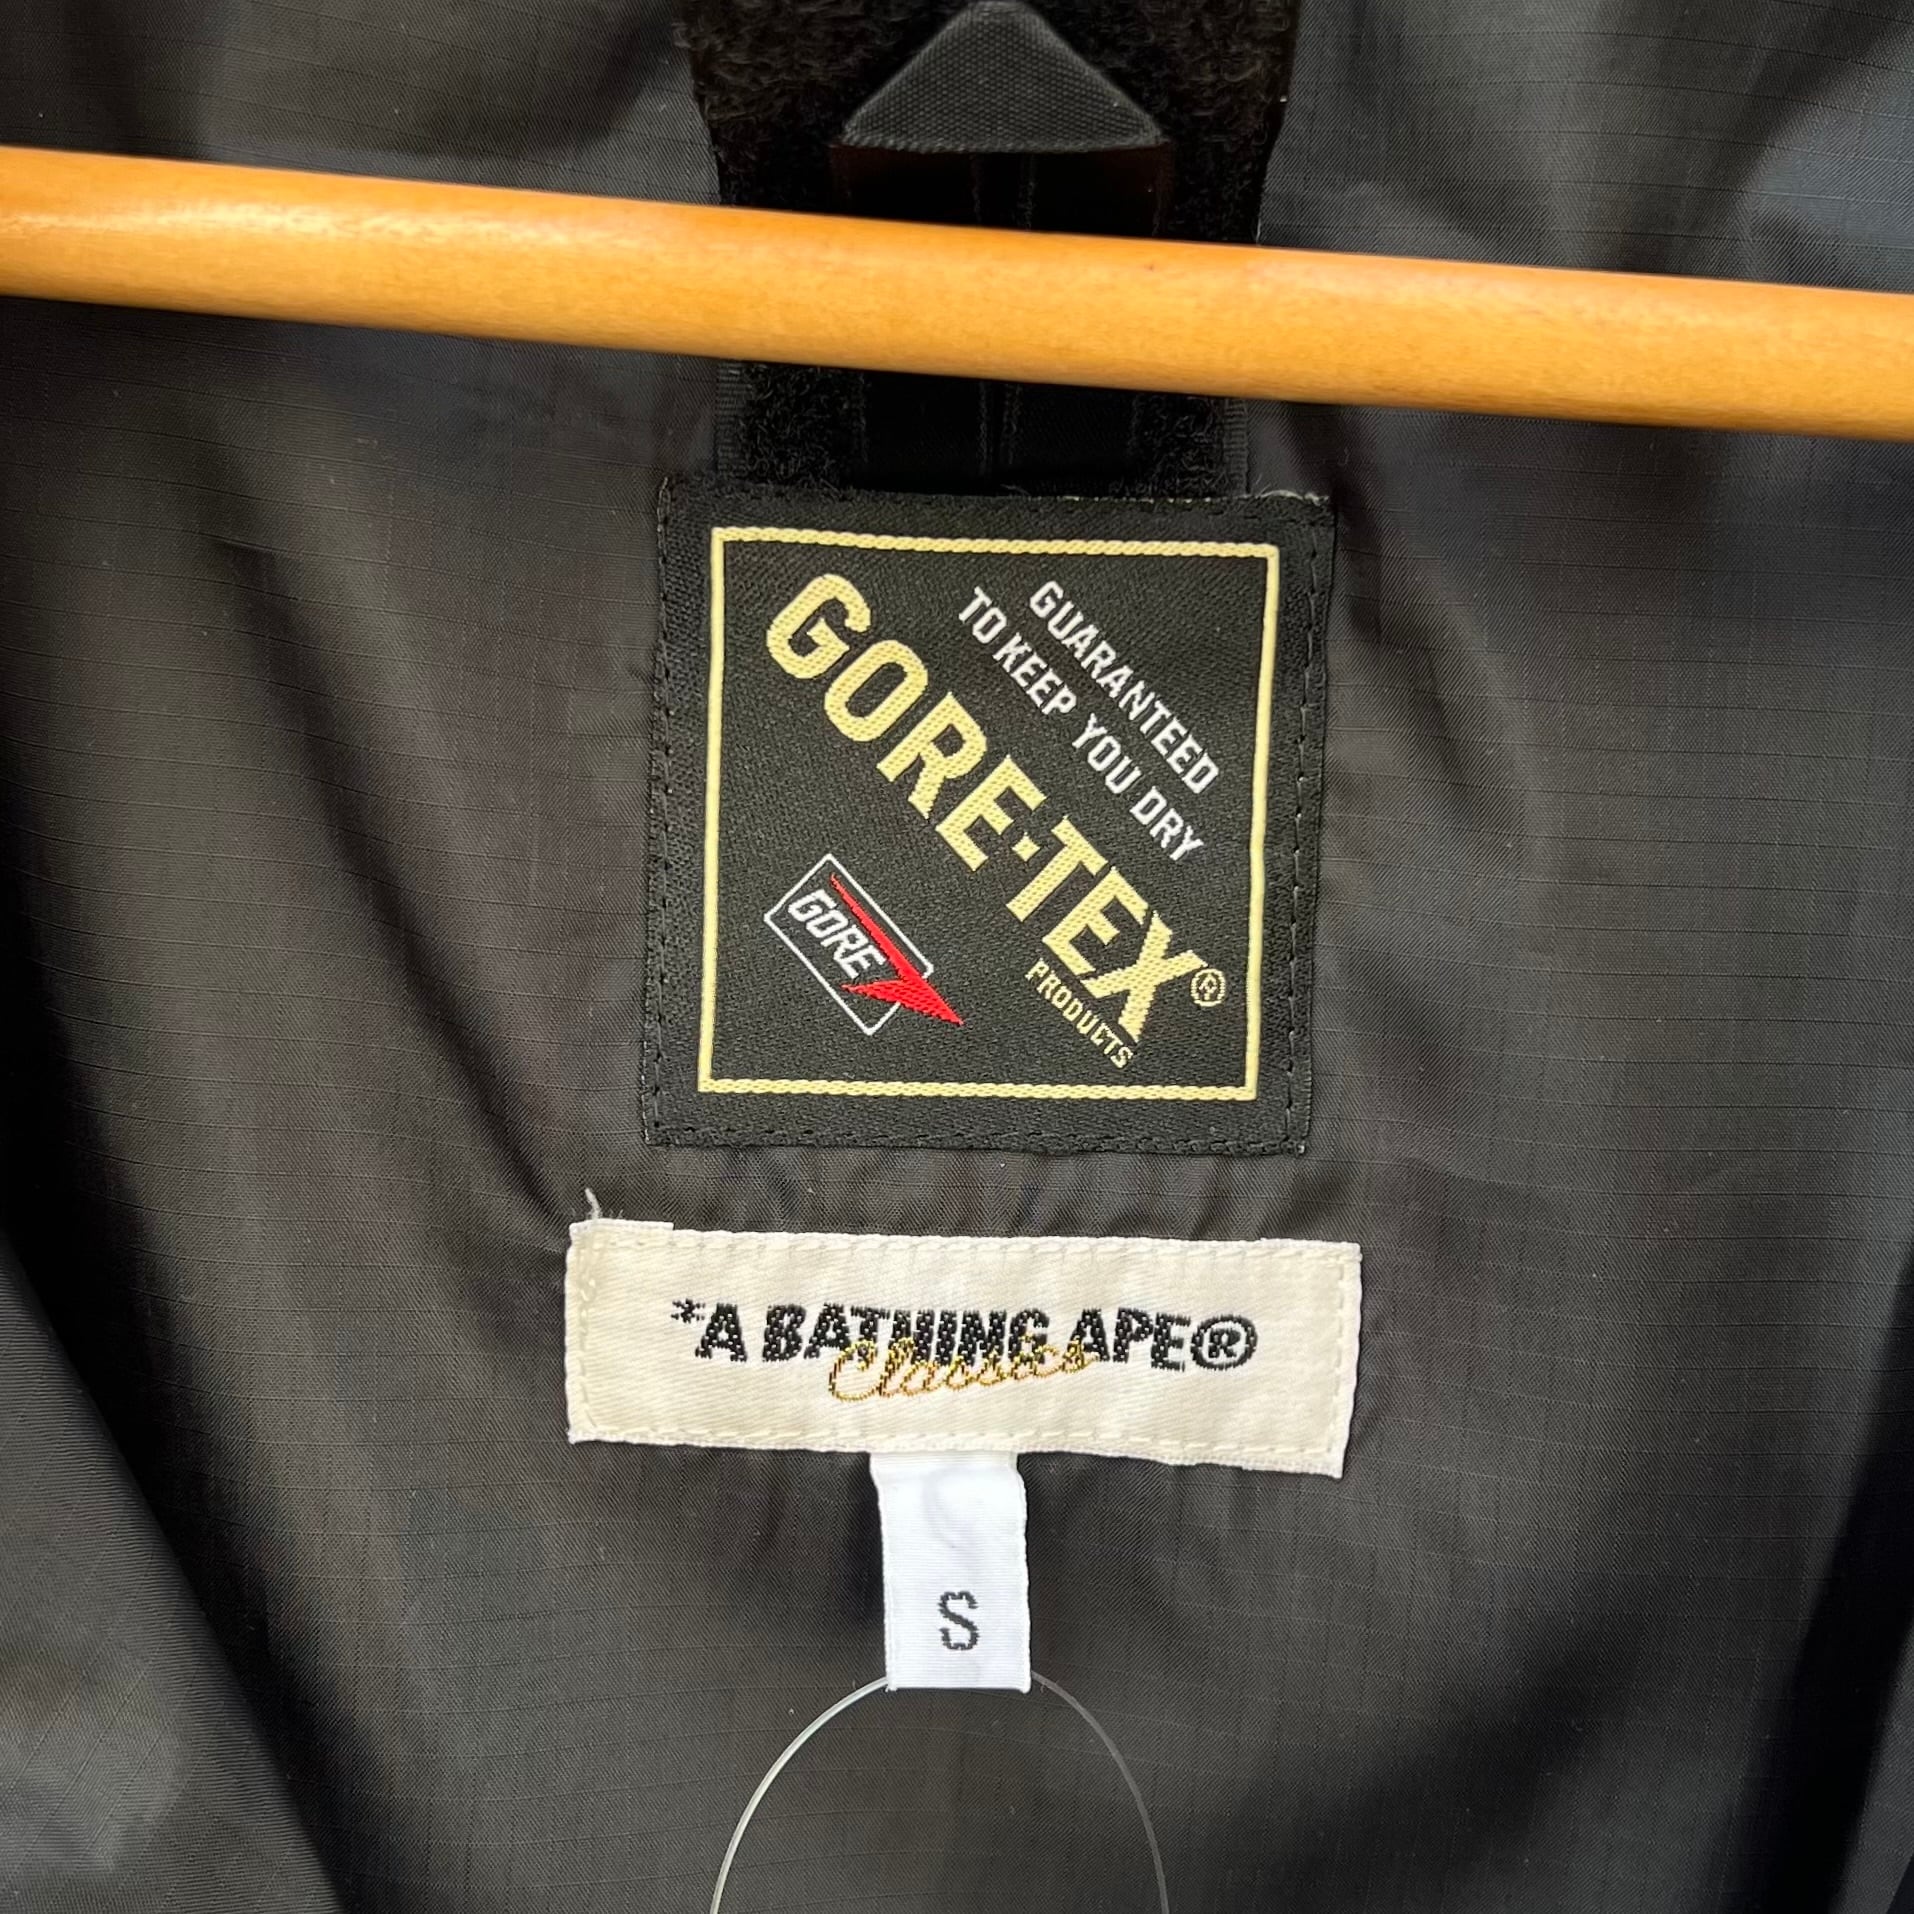 GUARANTEED
TO KEEP YOU DRY
GORE-TEX®
PRODUCTS
GORE
*A BATHING APE®
Classics
S